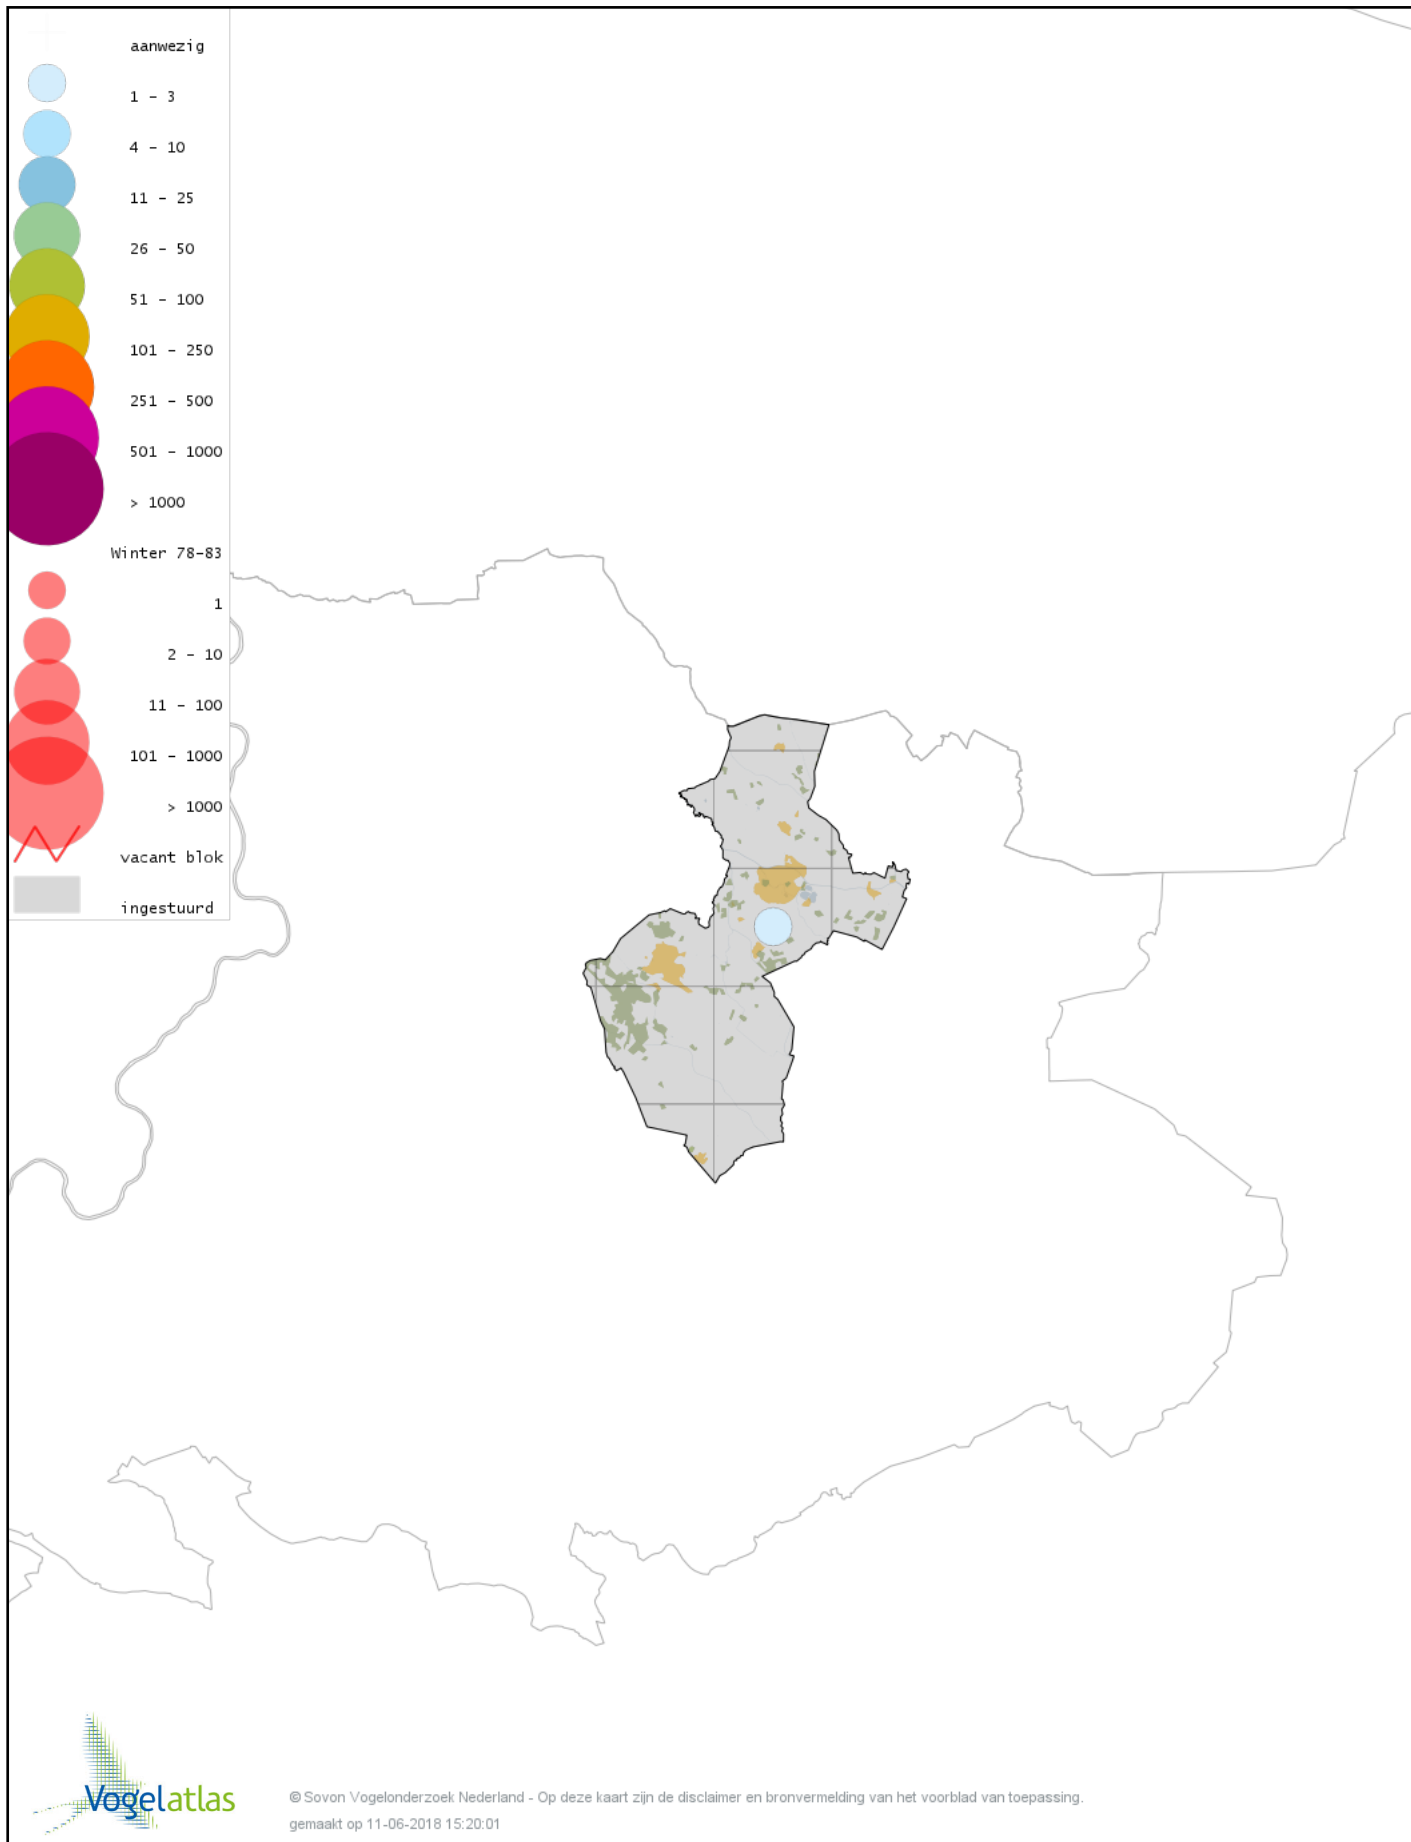 aanwezig
1 - 3
4 - 10
11 - 25
26 - 50
51 - 100
101 - 250
251 - 500
501 - 1000
> 1000
Winter 78-83
1
2 - 10
11 - 100
101 - 1000
> 1000
vacant blok
ingestuurd
Vogelatlas
© Sovon Vogelonderzoek Nederland - Op deze kaart zijn de disclaimer en bronvermelding van het voorblad van toepassing.
gemaakt op 11-06-2018 15:20:01